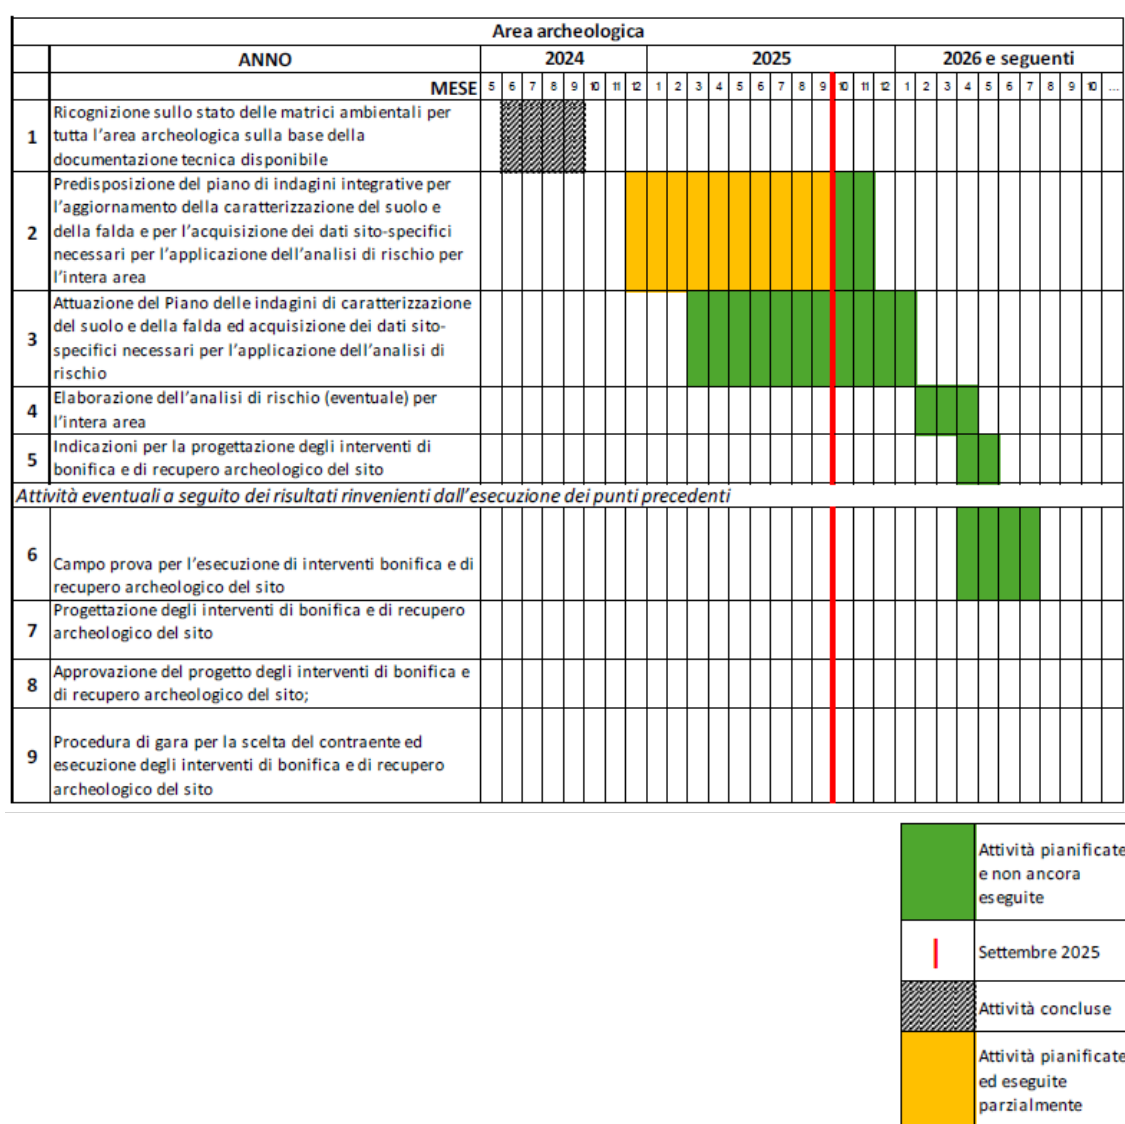 Area archeologica
ANNO 2024 2025 2026 e seguenti
MESE 5 6 7 8 9 10 11 12 1 2 3 4 5 6 7 8 9 10 11 12 1 2 3 4 5 6 7 8 9 10 ...
Ricognizione sullo stato delle matrici ambientali per
1 tutta l'area archeologica sulla base della
documentazione tecnica disponibile
Predisposizione del piano di indagini integrative per
l'aggiornamento della caratterizzazione del suolo e
2 della falda e per l'acquisizione dei dati sito-specifici
necessari per l'applicazione dell'analisi di rischio per
l'intera area
Attuazione del Piano delle indagini di caratterizzazione
del suolo e della falda ed acquisizione dei dati sito-
3 specifici necessari per l'applicazione dell'analisi di
rischio
4 Elaborazione dell'analisi di rischio (eventuale) per
l'intera area
5 Indicazioni per la progettazione degli interventi di
bonifica e di recupero archeologico del sito
Attività eventuali a seguito dei risultati rinvenienti dall'esecuzione dei punti precedenti
6 Campo prova per l'esecuzione di interventi bonifica e di
recupero archeologico del sito
7 Progettazione degli interventi di bonifica e di recupero
archeologico del sito
8 Approvazione del progetto degli interventi di bonifica e
di recupero archeologico del sito;
9 Procedura di gara per la scelta del contraente ed
esecuzione degli interventi di bonifica e di recupero
archeologico del sito
Attività pianificate
e non ancora
eseguite
Settembre 2025
Attività concluse
Attività pianificate
ed eseguite
parzialmente